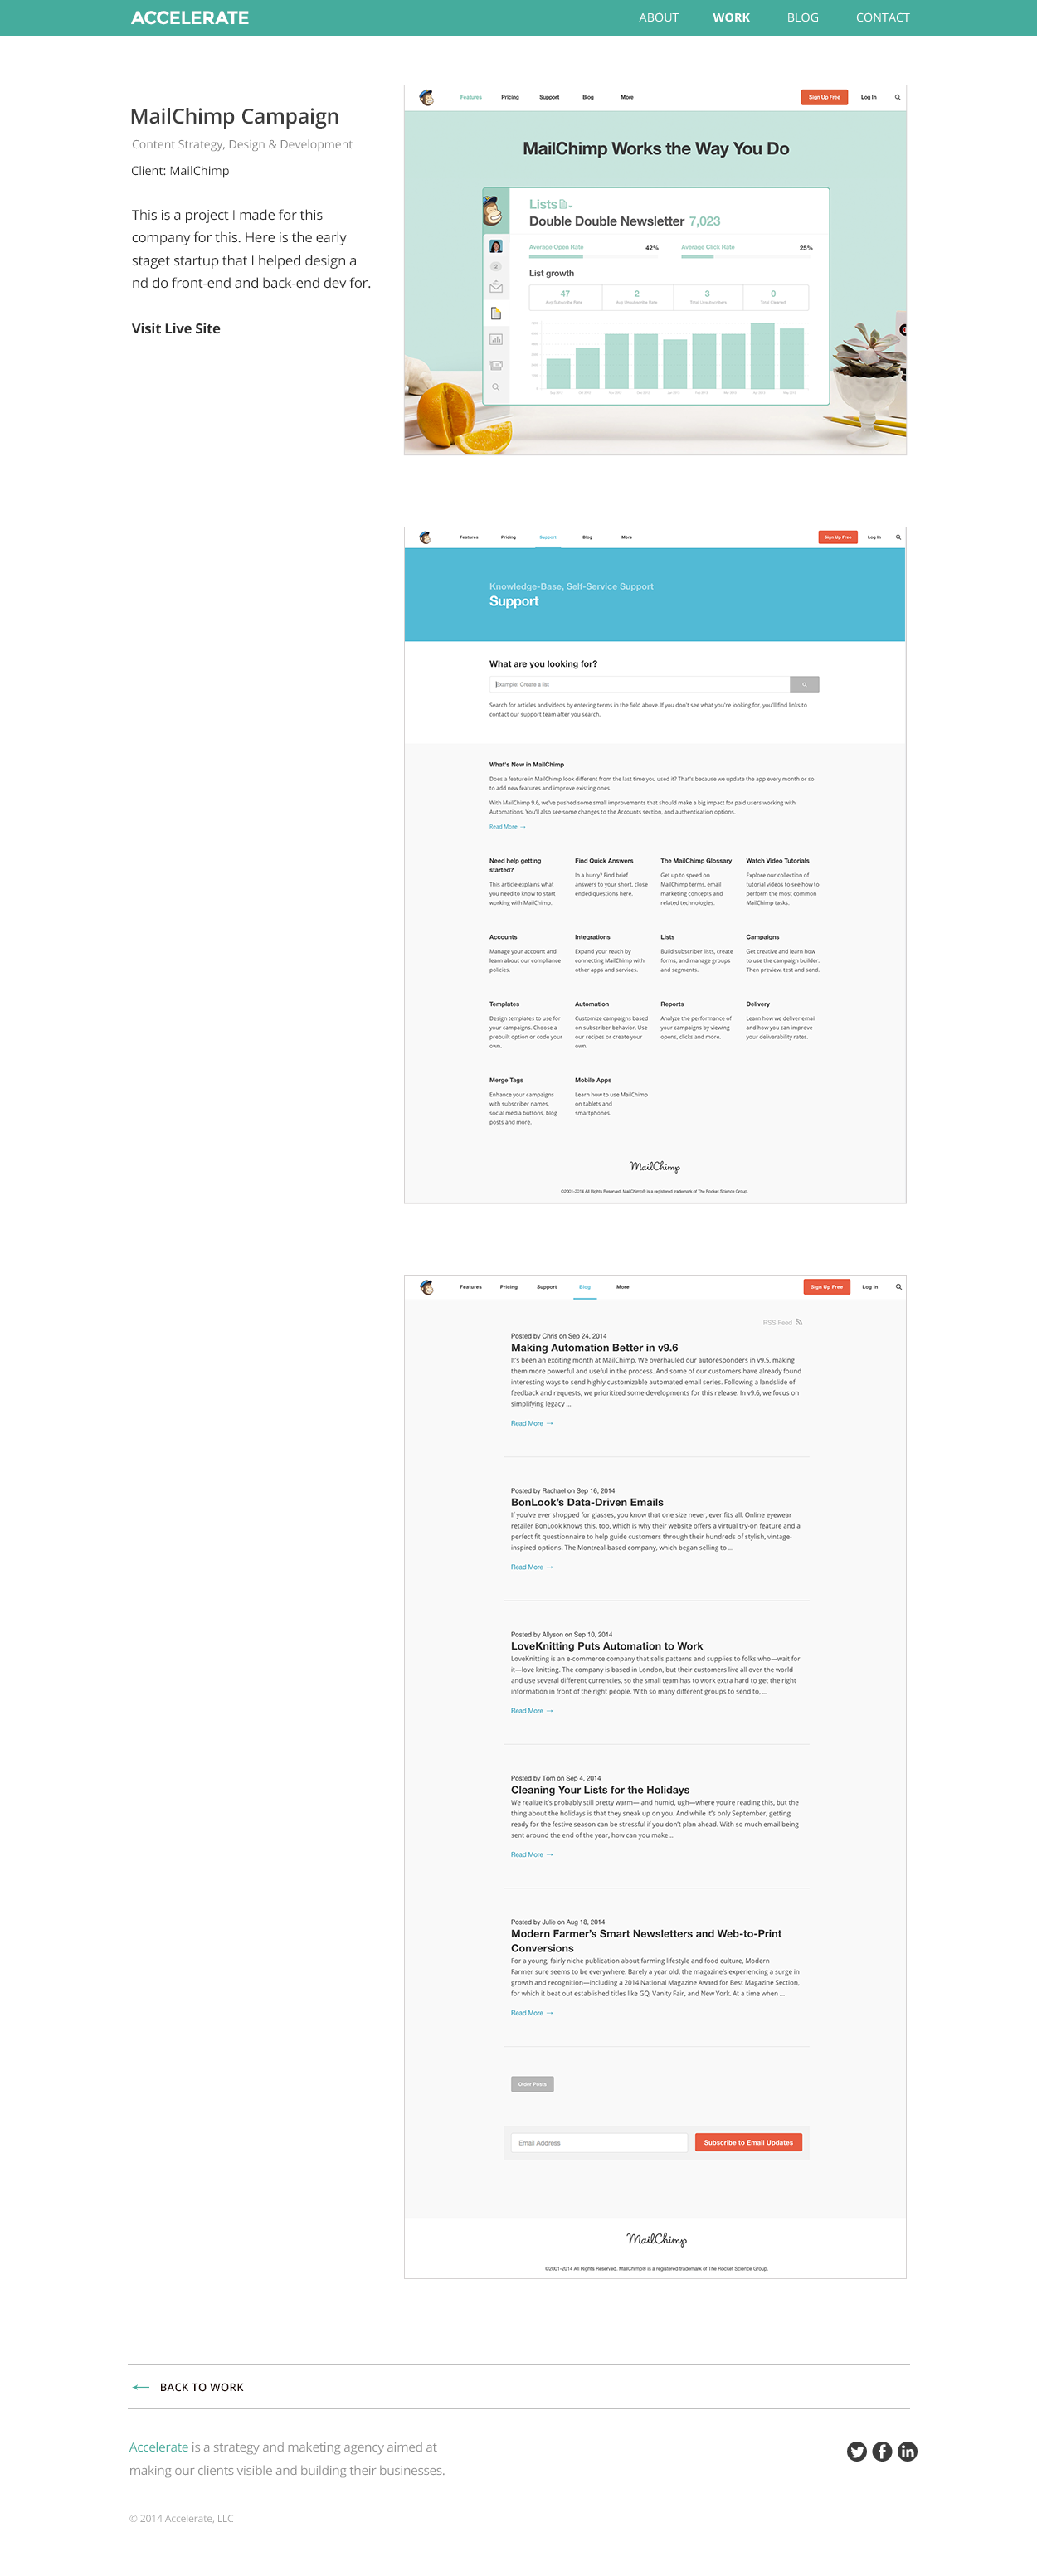 ACCELERATE
ABOUT
WORK
BLOG
CONTACT
MailChimp Campaign
Content Strategy, Design & Development
Client: MailChimp
This is a project I made for this
company for this. Here is the early
staget startup that I helped design a
nd do front-end and back-end dev for.
Visit Live Site
Features
Pricing
Support
Blog
More
Sign Up Free
Log In
MailChimp Works the Way You Do
Lists
Double Double Newsletter 7,023
Average Open Rate
42%
Average Click Rate
25%
2
List growth
47
2
3
0
Avg Subscribe Rate
Avg Unsubscribe Rate
Total Unsubscribers
Total Cleaned
Features
Pricing
Support
Blog
More
Sign Up Free
Log In
Knowledge-Base, Self-Service Support
Support
What are you looking for?
Example: Create a list
Search for articles and videos by entering terms in the field above. If you don't see what you're looking for, you'll find links to
contact our support team after you search.
What's New in MailChimp
Does a feature in MailChimp look different from the last time you used it? That's because we update the app every month or so
to add new features and improve existing ones.
With MailChimp 9.6, we've pushed some small improvements that should make a big impact for paid users working with
Automations. You'll also see some changes to the Accounts section, and authentication options.
Read More →
Need help getting
started?
This article explains what
you need to know to start
working with MailChimp.
Find Quick Answers
In a hurry? Find brief
answers to your short, close
ended questions here.
The MailChimp Glossary
Get up to speed on
MailChimp terms, email
marketing concepts and
related technologies.
Watch Video Tutorials
Explore our collection of
tutorial videos to see how to
perform the most common
MailChimp tasks.
Accounts
Manage your account and
learn about our compliance
policies.
Integrations
Expand your reach by
connecting MailChimp with
other apps and services.
Lists
Build subscriber lists, create
forms, and manage groups
and segments.
Campaigns
Get creative and learn how
to use the campaign builder.
Then preview, test and send.
Templates
Design templates to use for
your campaigns. Choose a
prebuilt option or code your
own.
Automation
Customize campaigns based
on subscriber behavior. Use
our recipes or create your
own.
Reports
Analyze the performance of
your campaigns by viewing
opens, clicks and more.
Delivery
Learn how we deliver email
and how you can improve
your deliverability rates.
Merge Tags
Enhance your campaigns
with subscriber names,
social media buttons, blog
posts and more.
Mobile Apps
Learn how to use MailChimp
on tablets and
smartphones.
MailChimp
©2001-2014 All Rights Reserved. MailChimp® is a registered trademark of The Rocket Science Group.
Features
Pricing
Support
Blog
More
Sign Up Free
Log In
RSS Feed
Posted by Chris on Sep 24, 2014
Making Automation Better in v9.6
It's been an exciting month at MailChimp. We overhauled our autoresponders in v9.5, making
them more powerful and useful in the process. And some of our customers have already found
interesting ways to send highly customizable automated email series. Following a landslide of
feedback and requests, we prioritized some developments for this release. In v9.6, we focus on
simplifying legacy ...
Read More →
Posted by Rachael on Sep 16, 2014
BonLook's Data-Driven Emails
If you've ever shopped for glasses, you know that one size never, ever fits all. Online eyewear
retailer BonLook knows this, too, which is why their website offers a virtual try-on feature and a
perfect fit questionnaire to help guide customers through their hundreds of stylish, vintage-
inspired options. The Montreal-based company, which began selling to ...
Read More →
Posted by Allyson on Sep 10, 2014
LoveKnitting Puts Automation to Work
LoveKnitting is an e-commerce company that sells patterns and supplies to folks who—wait for
it—love knitting. The company is based in London, but their customers live all over the world
and use several different currencies, so the small team has to work extra hard to get the right
information in front of the right people. With so many different groups to send to, ...
Read More →
Posted by Tom on Sep 4, 2014
Cleaning Your Lists for the Holidays
We realize it's probably still pretty warm— and humid, ugh—where you're reading this, but the
thing about the holidays is that they sneak up on you. And while it's only September, getting
ready for the festive season can be stressful if you don't plan ahead. With so much email being
sent around the end of the year, how can you make ...
Read More →
Posted by Julie on Aug 18, 2014
Modern Farmer's Smart Newsletters and Web-to-Print
Conversions
For a young, fairly niche publication about farming lifestyle and food culture, Modern
Farmer sure seems to be everywhere. Barely a year old, the magazine's experiencing a surge in
growth and recognition—including a 2014 National Magazine Award for Best Magazine Section,
for which it beat out established titles like GQ, Vanity Fair, and New York. At a time when ...
Read More →
Older Posts
Email Address
Subscribe to Email Updates
MailChimp
©2001-2014 All Rights Reserved. MailChimp® is a registered trademark of The Rocket Science Group.
← BACK TO WORK
Accelerate is a strategy and maketing agency aimed at
making our clients visible and building their businesses.
© 2014 Accelerate, LLC